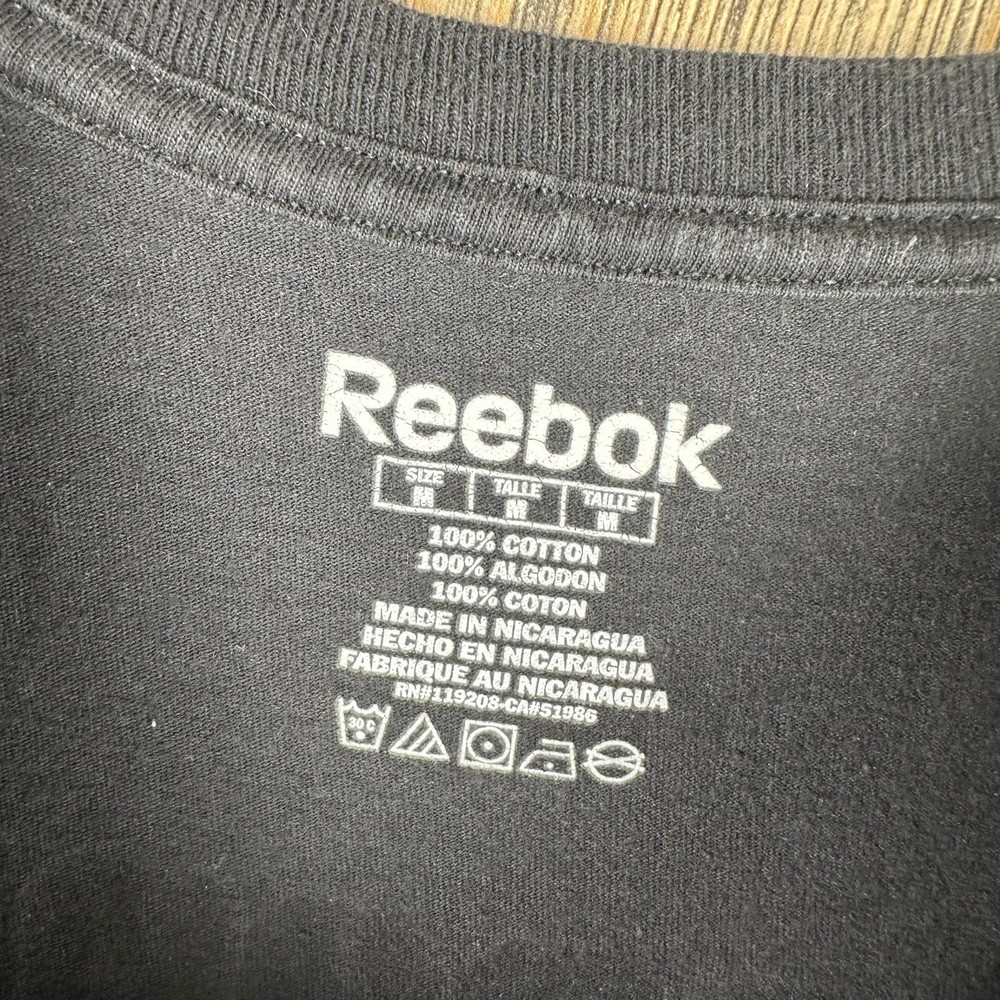 Reebok
SIZE TALLE TAILLE
M M M
100% COTTON
100% ALGODON
100% COTON
MADE IN NICARAGUA
HECHO EN NICARAGUA
FABRIQUE AU NICARAGUA
RN#119208-CA#51986
30 C